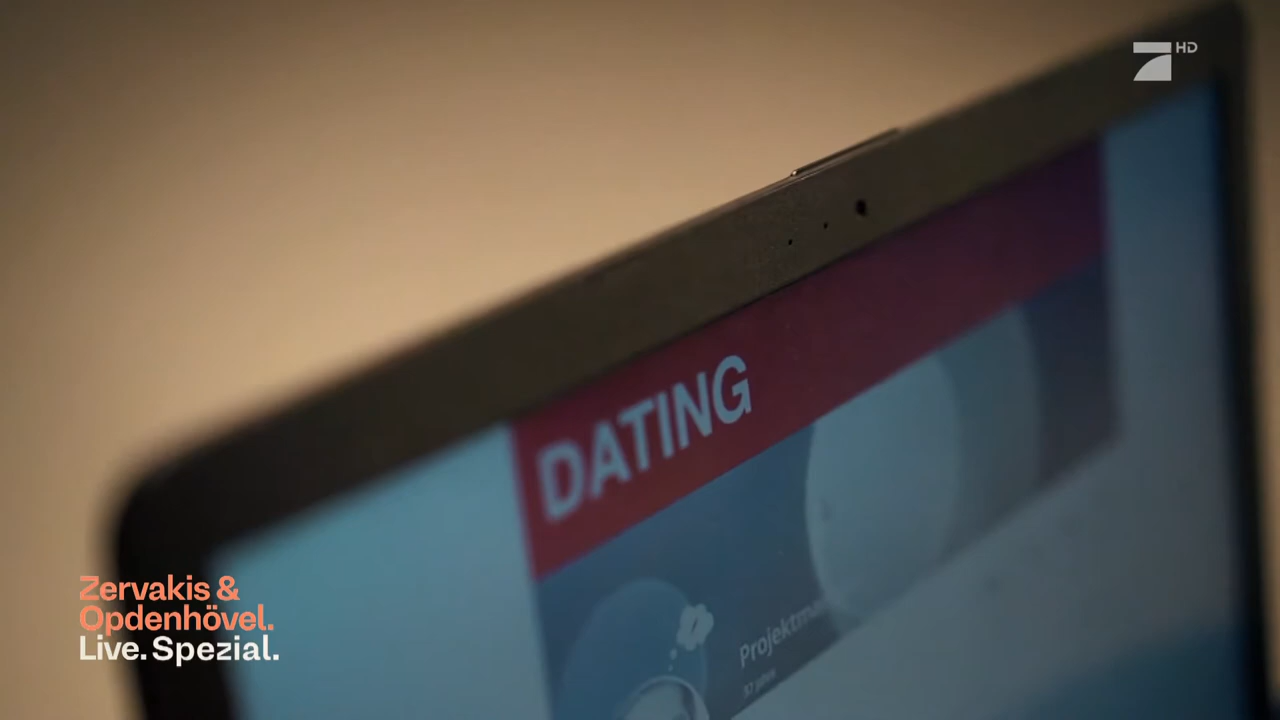 HD
DATING
Zervakis &
Opdenhövel.
Live. Spezial.